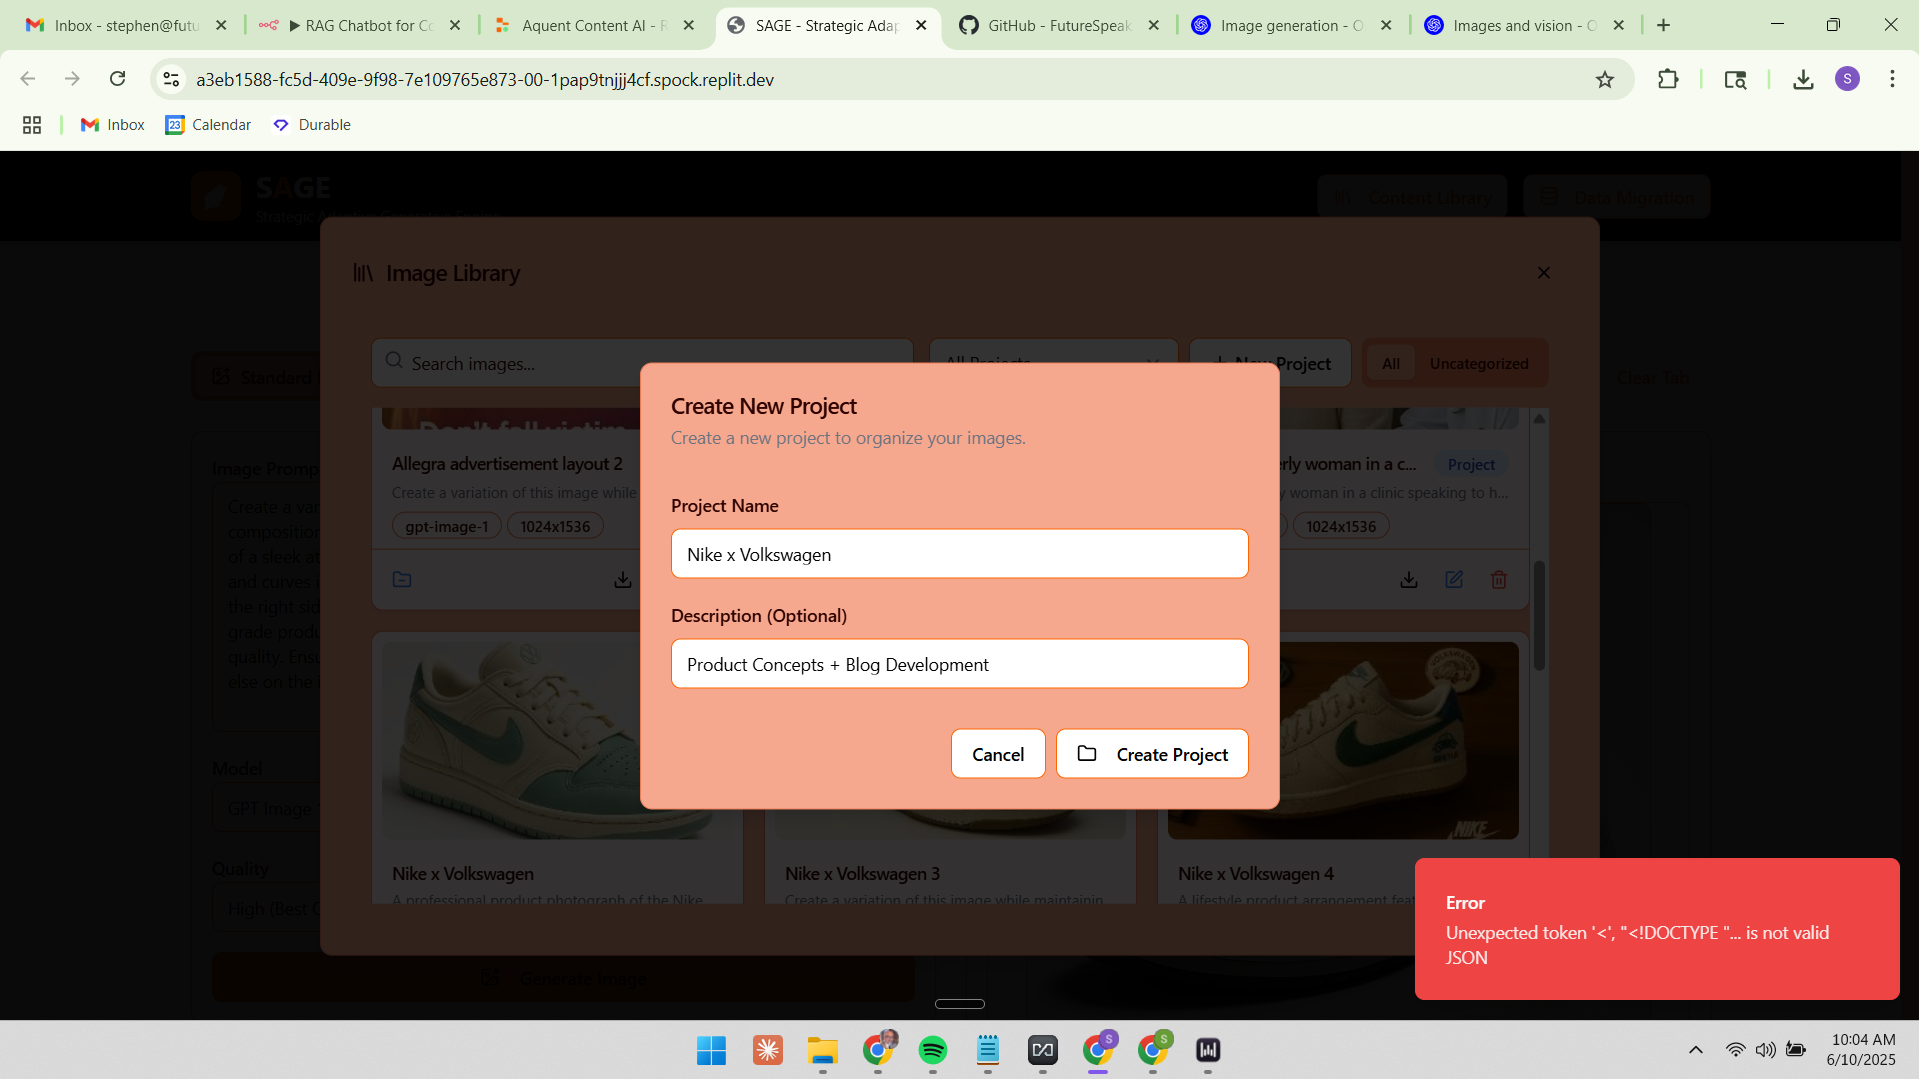 Inbox - stephen@futu
▶ RAG Chatbot for Co
Aquent Content AI - R
SAGE - Strategic Adap
GitHub - FutureSpeak
Image generation - O
Images and vision - O
a3eb1588-fc5d-409e-9f98-7e109765e873-00-1pap9tnjjj4cf.spock.replit.dev
S
Inbox
23
Calendar
Durable
SAGE
Content Library
Data Migration
Image Library
Search images...
All Projects
New Project
All
Uncategorized
Standard
Clear Tab
Create New Project
Create a new project to organize your images.
Project Name
Nike x Volkswagen
Description (Optional)
Product Concepts + Blog Development
Cancel
Create Project
Don't fall victim
Allegra advertisement layout 2
Create a variation of this image while
gpt-image-1
1024x1536
erly woman in a c...
Project
y woman in a clinic speaking to h...
1024x1536
Image Promp
Create a var
composition
of a sleek at
and curves
the right sid
grade produ
quality. Ens
else on the i
Model
GPT Image
Quality
High (Best
Generate Image
NIKE
Nike x Volkswagen
A professional product photograph of the Nike
Nike x Volkswagen 3
Create a variation of this image while maintainin
Nike x Volkswagen 4
A lifestyle product arrangement feat
Error
Unexpected token '<', "<!DOCTYPE "... is not valid
JSON
S
S
10:04 AM
6/10/2025